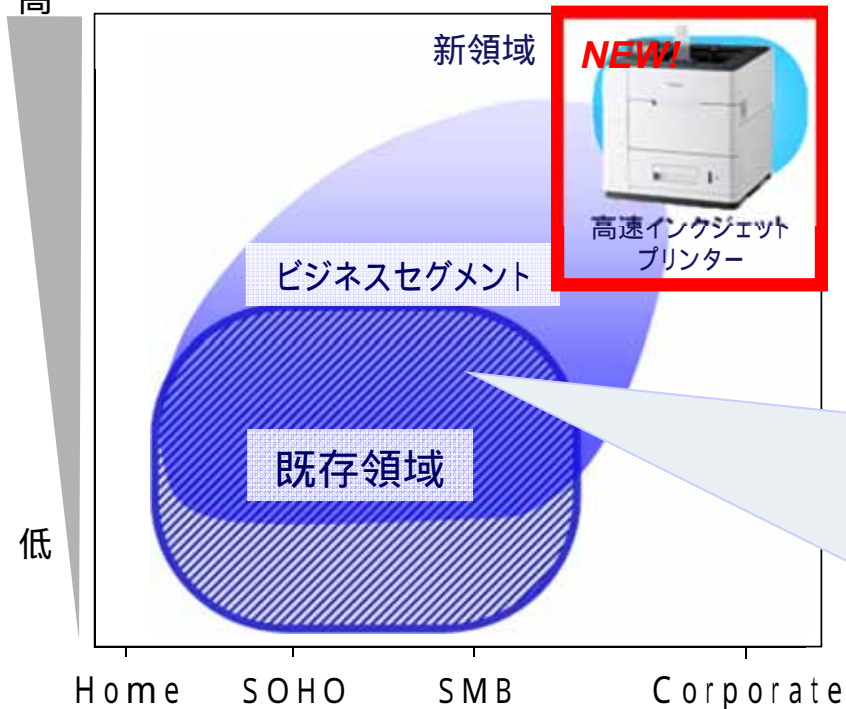 高
新領域
NEW!
高速インクジェット
プリンター
ビジネスセグメント
既存領域
低
Home SOHO SMB Corporate